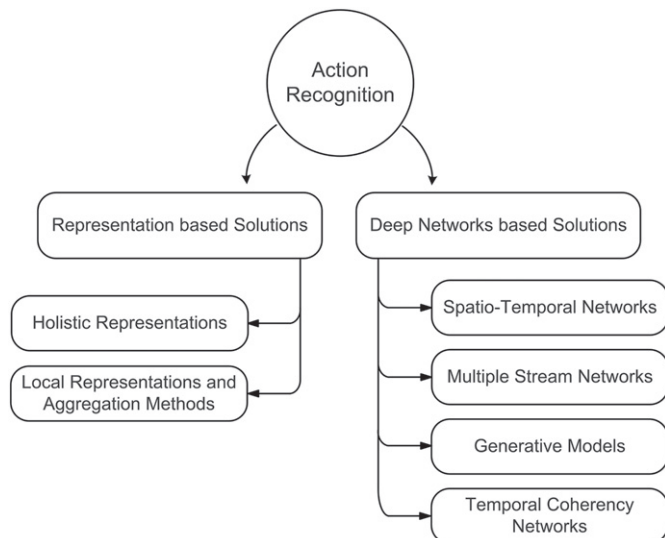 Action
Recognition
Representation based Solutions
Deep Networks based Solutions
Holistic Representations
Local Representations and
Aggregation Methods
Spatio-Temporal Networks
Multiple Stream Networks
Generative Models
Temporal Coherency
Networks